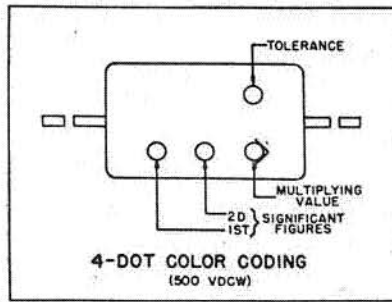 TOLERANCE
MULTIPLYING
VALUE
2D
1ST
SIGNIFICANT
FIGURES
4-DOT COLOR CODING
(500 VDCW)